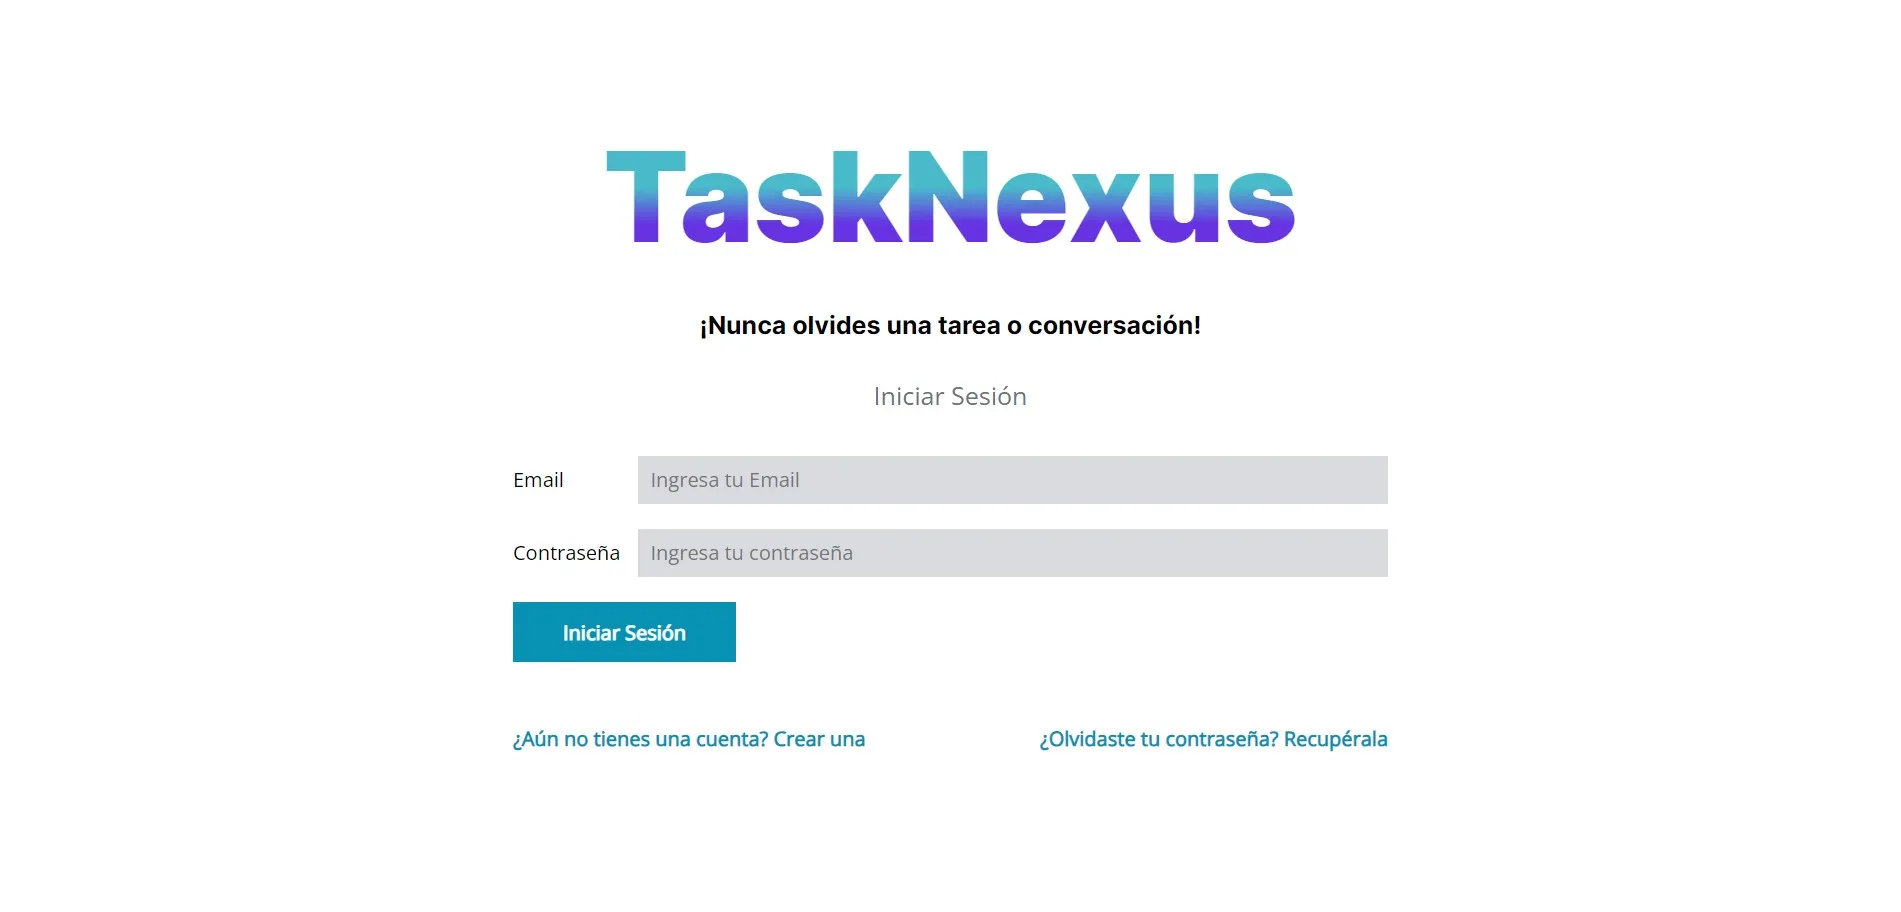 TaskNexus
¡Nunca olvides una tarea o conversación!
Iniciar Sesión
Email
Ingresa tu Email
Contraseña
Ingresa tu contraseña
Iniciar Sesión
¿Aún no tienes una cuenta? Crear una
¿Olvidaste tu contraseña? Recupérala